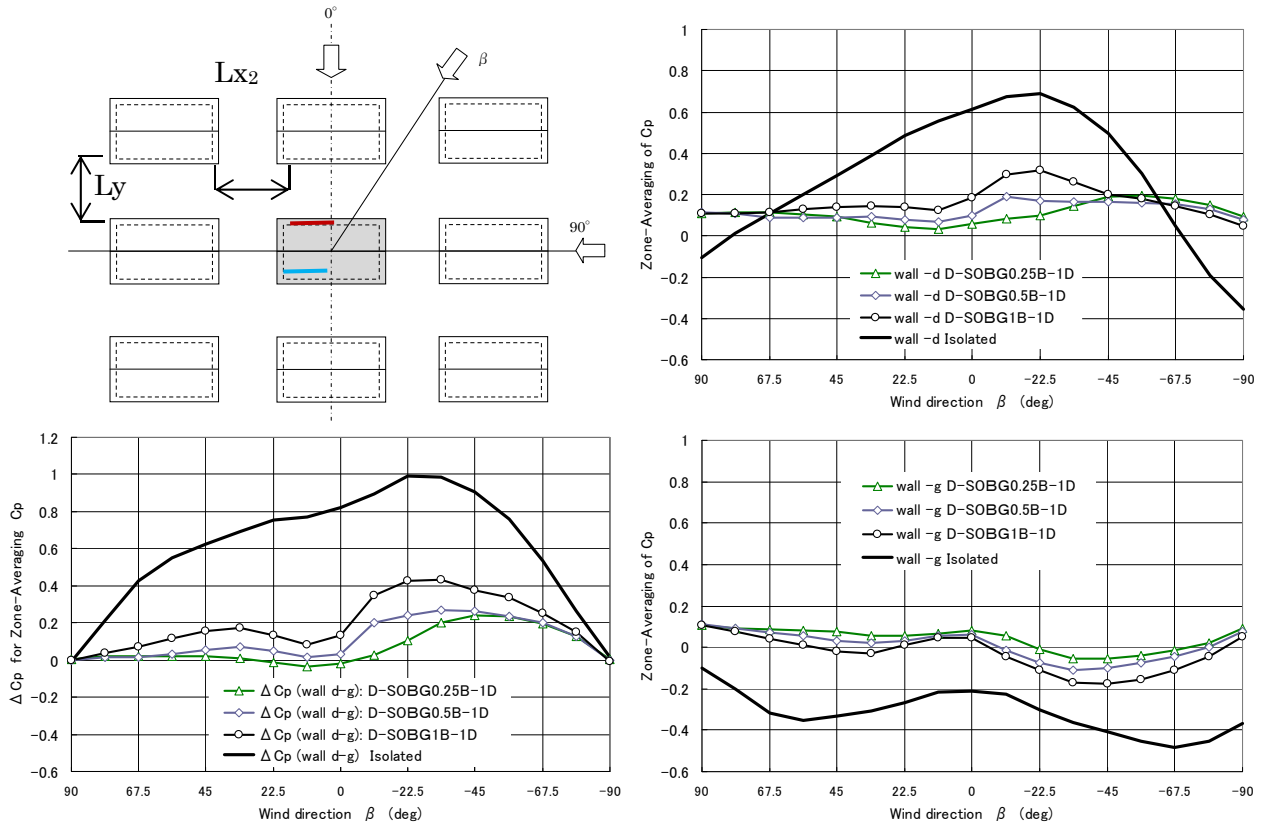 0°
Lx₂
β
Ly
90°
1
0.8
0.6
0.4
0.2
0
-0.2
-0.4
-0.6
Zone-Averaging of Cp
wall -d D-SOBG0.25B-1D
wall -d D-SOBG0.5B-1D
wall -d D-SOBG1B-1D
wall -d Isolated
90 67.5 45 22.5 0 -22.5 -45 -67.5 -90
Wind direction β (deg)
1.2
1
0.8
0.6
0.4
0.2
0
-0.2
-0.4
-0.6
Δ Cp for Zone-Averaging Cp
Δ Cp (wall d-g): D-SOBG0.25B-1D
Δ Cp (wall d-g): D-SOBG0.5B-1D
Δ Cp (wall d-g): D-SOBG1B-1D
Δ Cp (wall d-g) Isolated
90 67.5 45 22.5 0 -22.5 -45 -67.5 -90
Wind direction β (deg)
1
0.8
0.6
0.4
0.2
0
-0.2
-0.4
-0.6
Zone-Averaging of Cp
wall -g D-SOBG0.25B-1D
wall -g D-SOBG0.5B-1D
wall -g D-SOBG1B-1D
wall -g Isolated
90 67.5 45 22.5 0 -22.5 -45 -67.5 -90
Wind direction β (deg)